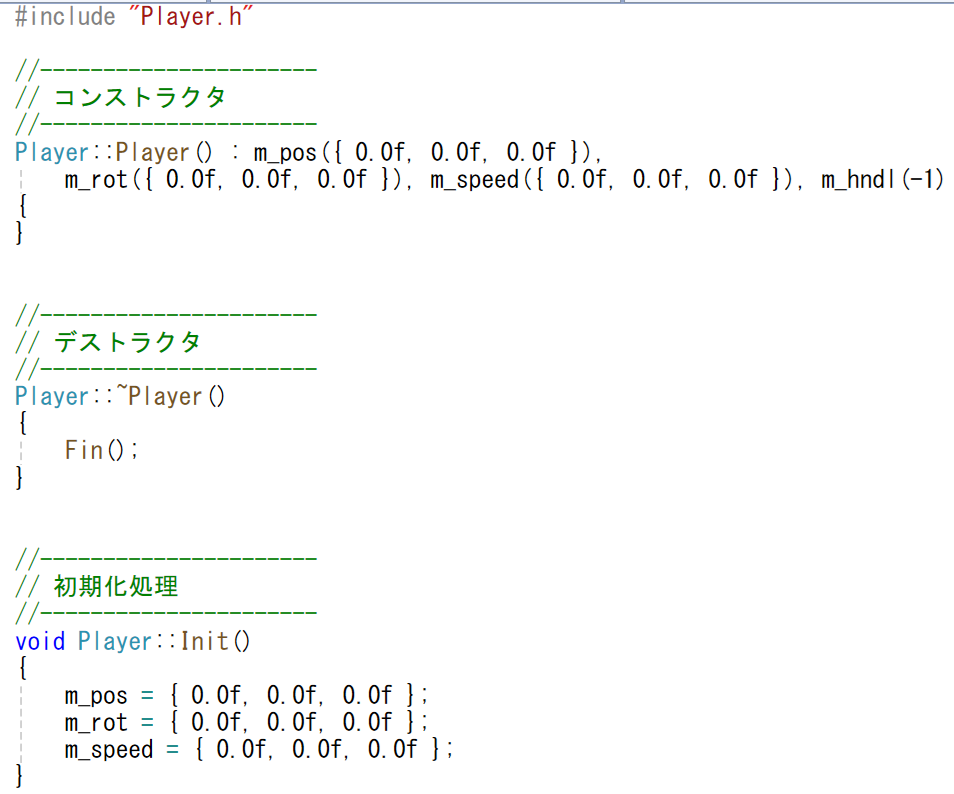 #include "Player.h"
//----------------------
// コンストラクタ
//----------------------
Player::Player() : m_pos({ 0.0f, 0.0f, 0.0f }),
m_rot({ 0.0f, 0.0f, 0.0f }), m_speed({ 0.0f, 0.0f, 0.0f }), m_hndl(-1)
{
}
//----------------------
// デストラクタ
//----------------------
Player::~Player()
{
Fin();
}
//----------------------
// 初期化処理
//----------------------
void Player::Init()
{
m_pos = { 0.0f, 0.0f, 0.0f };
m_rot = { 0.0f, 0.0f, 0.0f };
m_speed = { 0.0f, 0.0f, 0.0f };
}